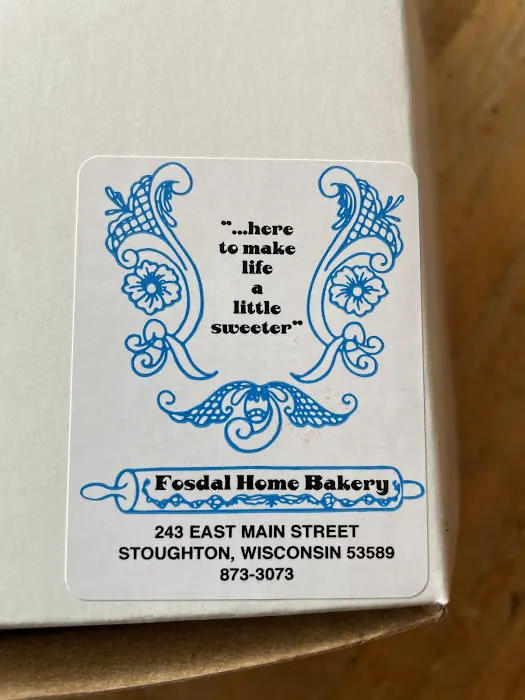 "...here
to make
life
a
little
sweeter"
Fosdal Home Bakery
243 EAST MAIN STREET
STOUGHTON, WISCONSIN 53589
873-3073